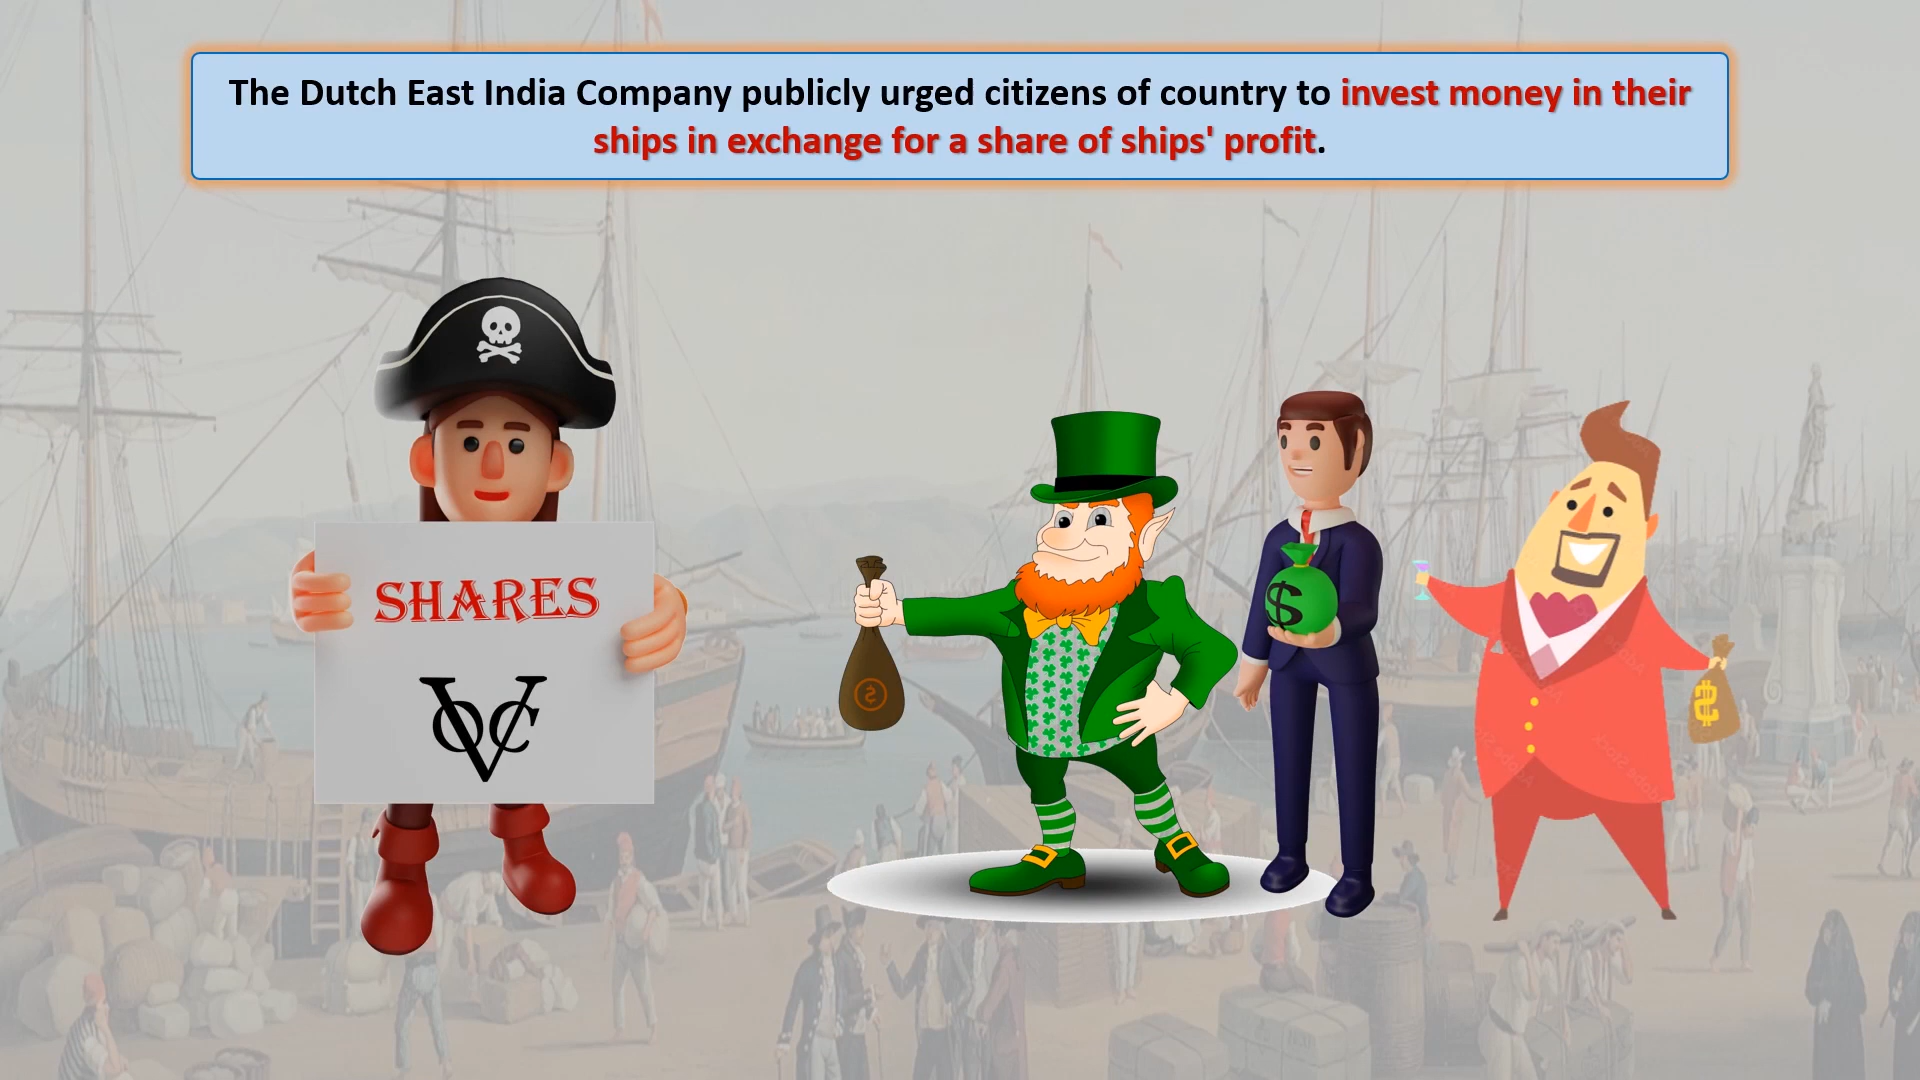 The Dutch East India Company publicly urged citizens of country to invest money in their
ships in exchange for a share of ships' profit.
SHARES
VOC
$
$